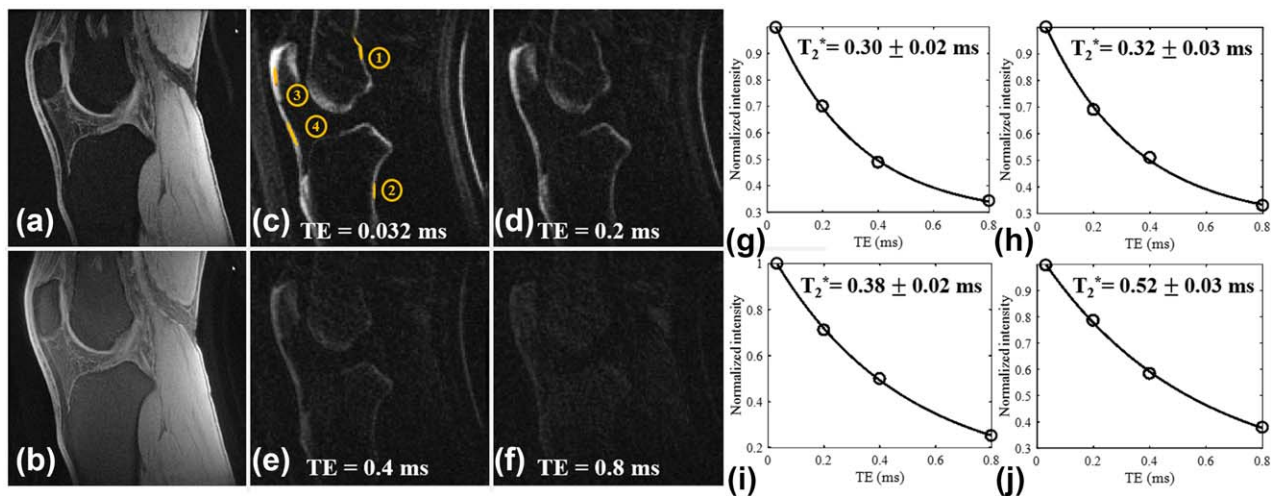 (a)
(b)
(c)
①
③
④
②
TE = 0.032 ms
(d)
TE = 0.2 ms
(e)
TE = 0.4 ms
(f)
TE = 0.8 ms
(g)
T2*= 0.30 ± 0.02 ms
Normalized intensity
0.9
0.8
0.7
0.6
0.5
0.4
0.3
0 0.2 0.4 0.6 0.8
TE (ms)
(h)
T2*= 0.32 ± 0.03 ms
Normalized intensity
0.9
0.8
0.7
0.6
0.5
0.4
0.3
0 0.2 0.4 0.6 0.8
TE (ms)
(i)
T2*= 0.38 ± 0.02 ms
Normalized intensity
1
0.8
0.6
0.4
0.2
0 0.2 0.4 0.6 0.8
TE (ms)
(j)
T2*= 0.52 ± 0.03 ms
Normalized intensity
1
0.9
0.8
0.7
0.6
0.5
0.4
0.3
0 0.2 0.4 0.6 0.8
TE (ms)